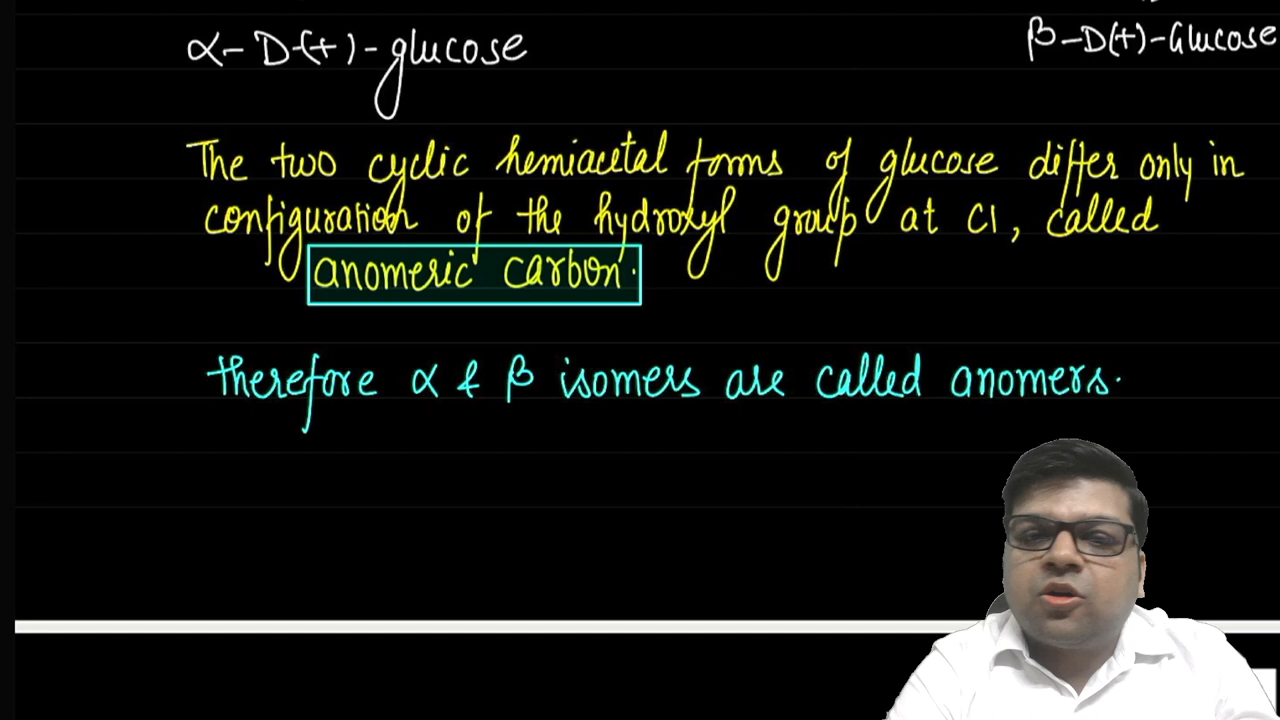 α-D-(+)-glucose
β-D(+)-Glucose
The two cyclic hemiacetal forms of glucose differ only in
configuration of the hydroxyl group at C1, called
anomeric carbon.
therefore α & β isomers are called anomers.